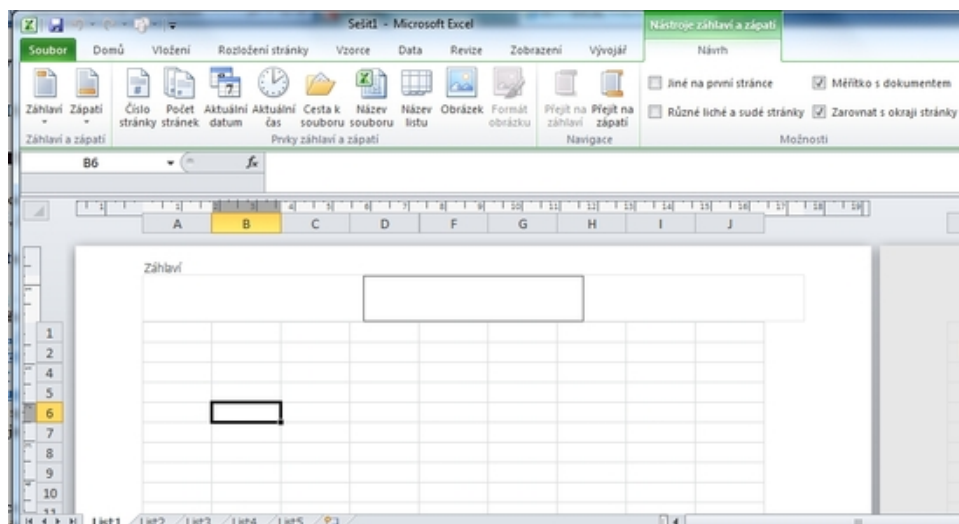 Sešit1 - Microsoft Excel
Nástroje záhlaví a zápatí
Soubor Domů Vložení Rozložení stránky Vzorce Data Revize Zobrazení Vývojář Návrh
Záhlaví Zápatí
Číslo stránky Počet stránek Aktuální datum Aktuální čas Cesta k souboru Název souboru Název listu Obrázek Formát obrázku
Přejít na záhlaví Přejít na zápatí
Jiné na první stránce Měřítko s dokumentem
Různé liché a sudé stránky Zarovnat s okraji stránky
Záhlaví a zápatí Prvky záhlaví a zápatí Navigace Možnosti
B6 fx
A B C D F G H I J
Záhlaví
1
2
4
5
6
7
8
9
10
11
List1 List2 List3 List4 List5